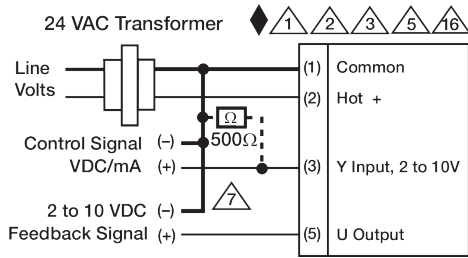 24 VAC Transformer
1 2 3 5 16
Line
Volts
(1) Common
(2) Hot +
Ω
500Ω
Control Signal (–)
VDC/mA (+)
(3) Y Input, 2 to 10V
7
2 to 10 VDC (–)
Feedback Signal (+)
(5) U Output